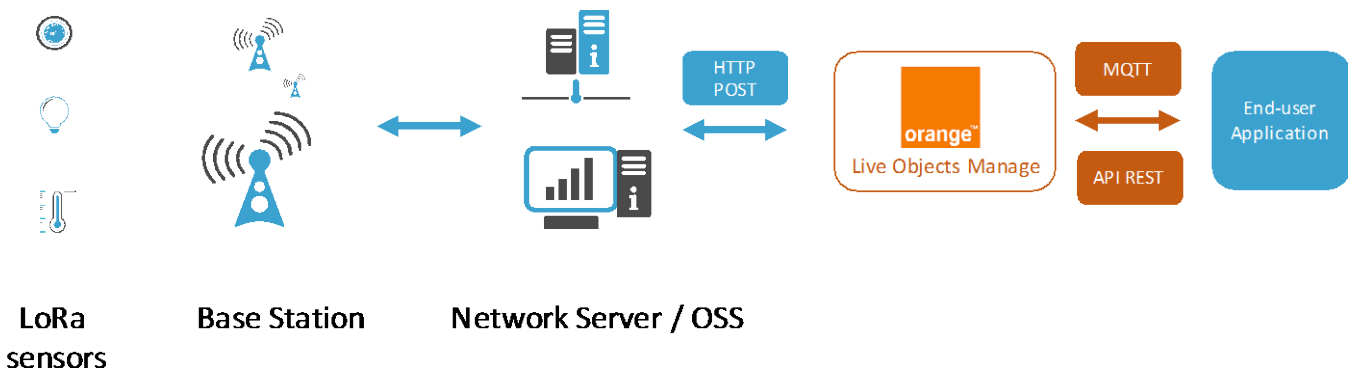 HTTP
POST
orange™
Live Objects Manage
MQTT
API REST
End-user
Application
i
i
LoRa
sensors
Base Station
Network Server / OSS